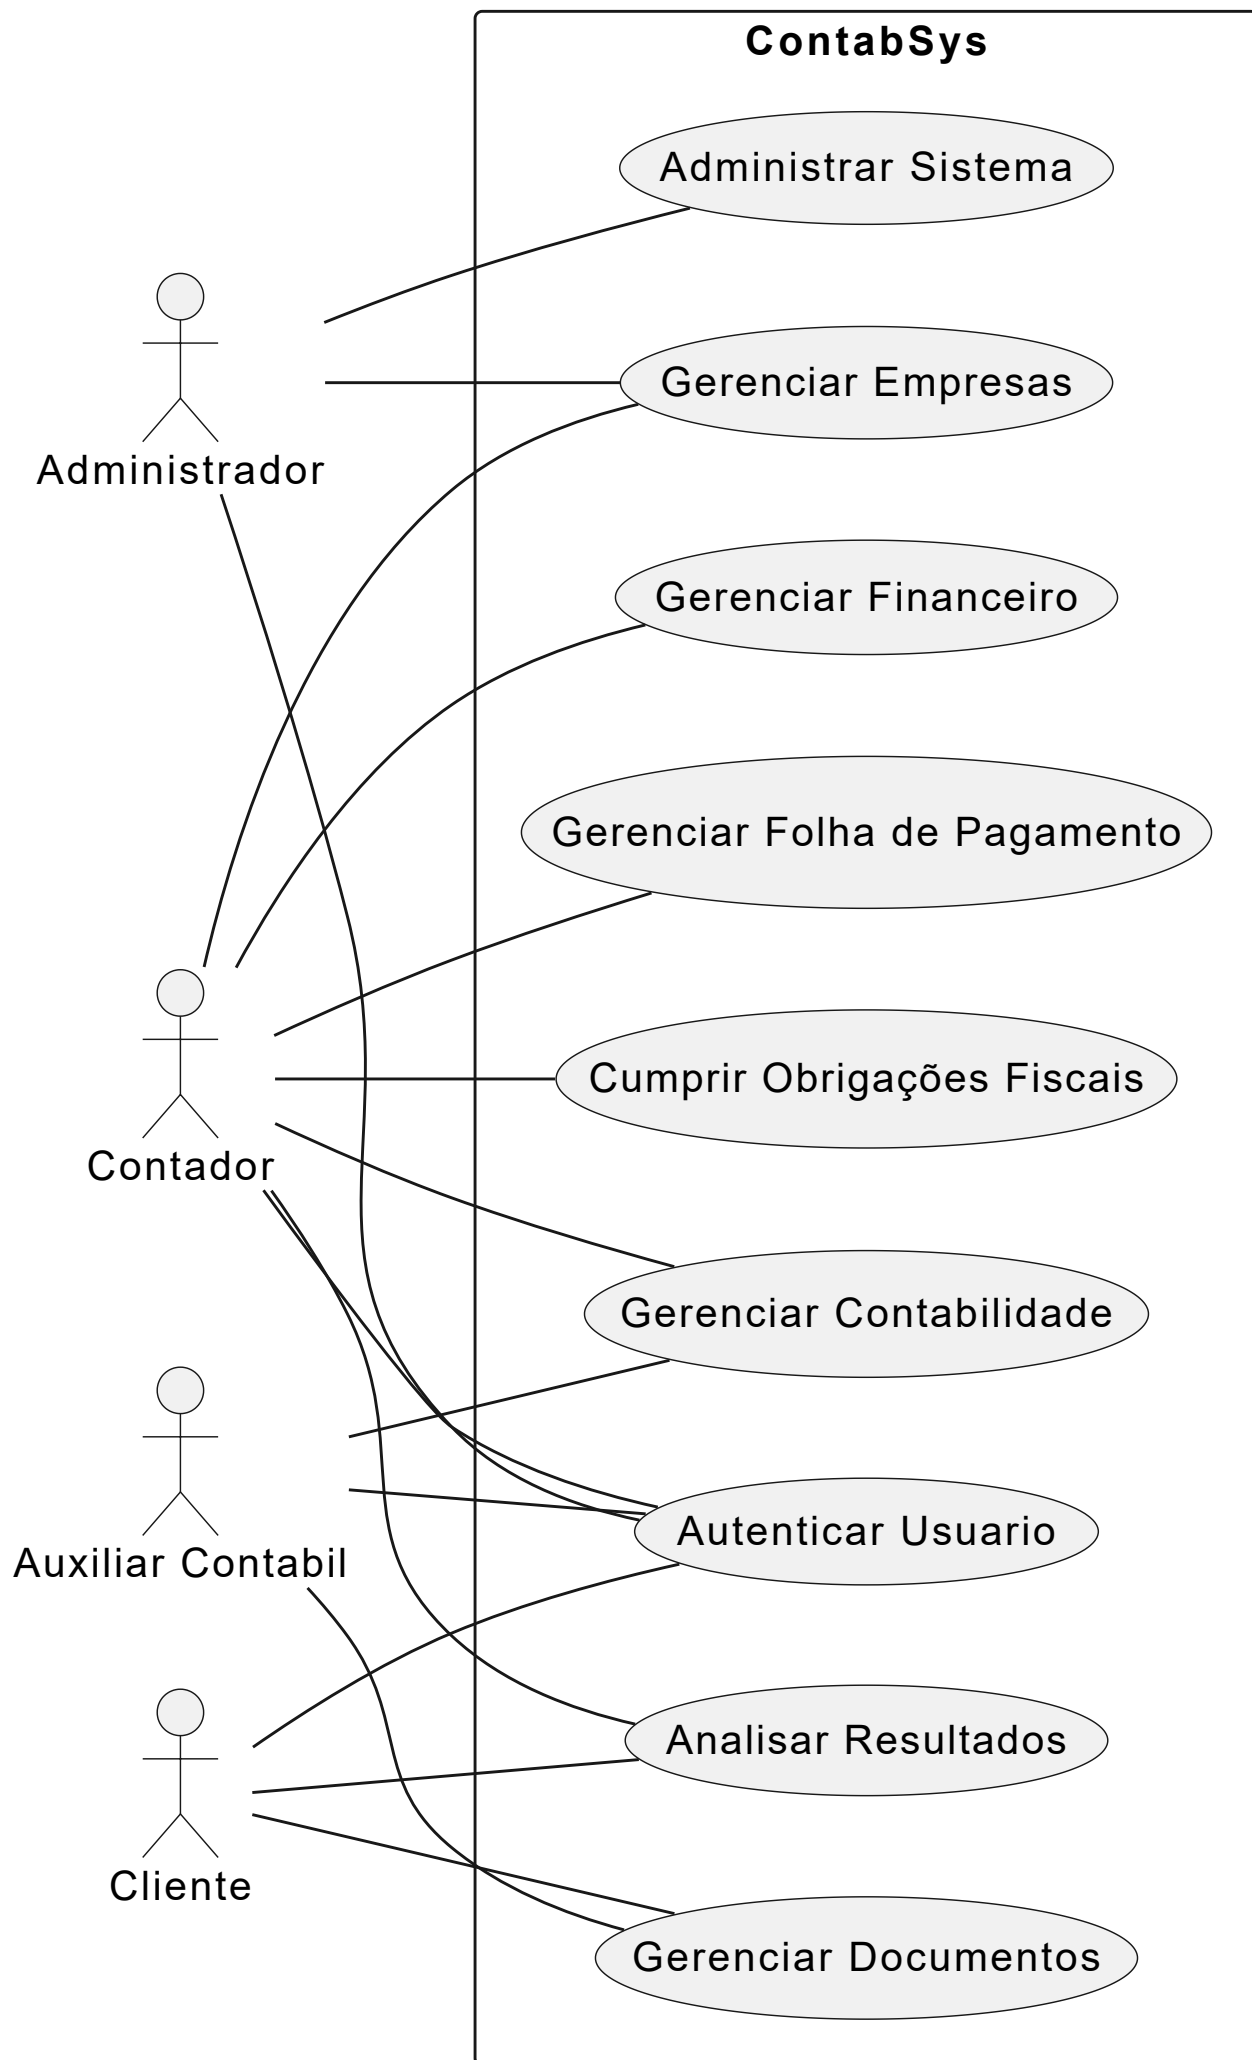 ContabSys
Administrar Sistema
Gerenciar Empresas
Administrador
Gerenciar Financeiro
Gerenciar Folha de Pagamento
Cumprir Obrigações Fiscais
Contador
Gerenciar Contabilidade
Autenticar Usuario
Auxiliar Contabil
Analisar Resultados
Cliente
Gerenciar Documentos